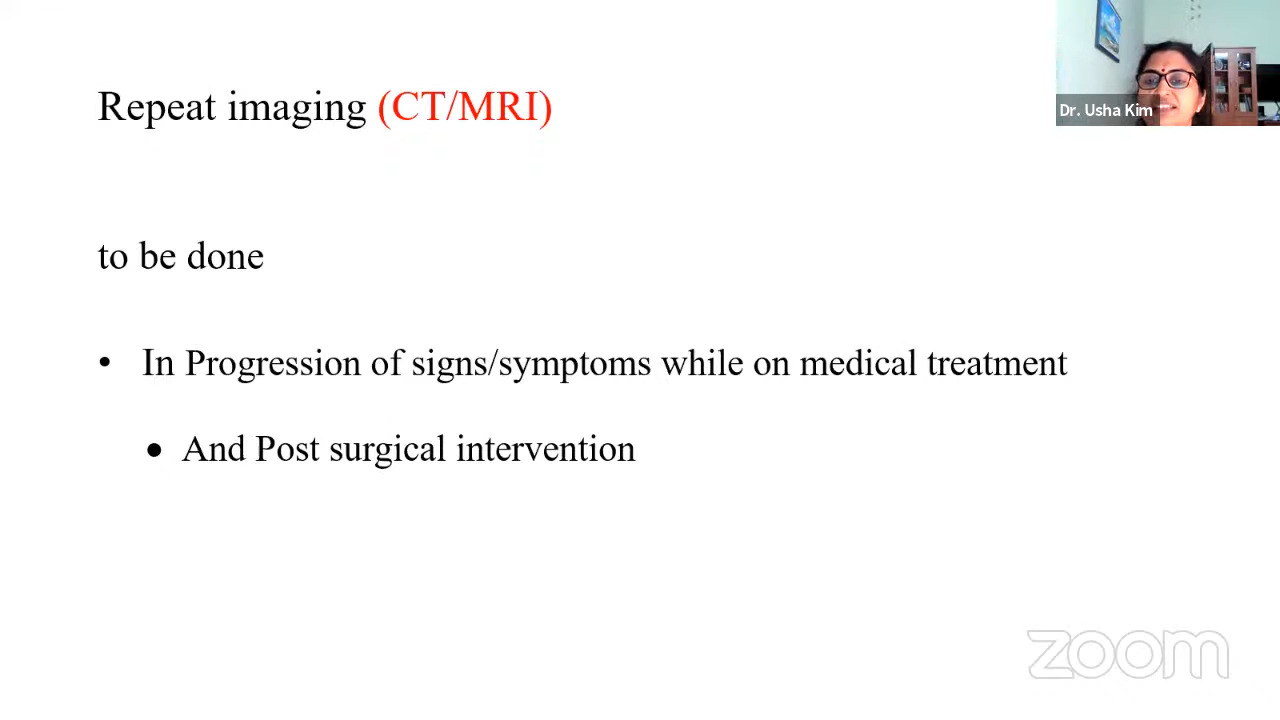 Repeat imaging (CT/MRI)
Dr. Usha Kim
to be done
• In Progression of signs/symptoms while on medical treatment
• And Post surgical intervention
zoom